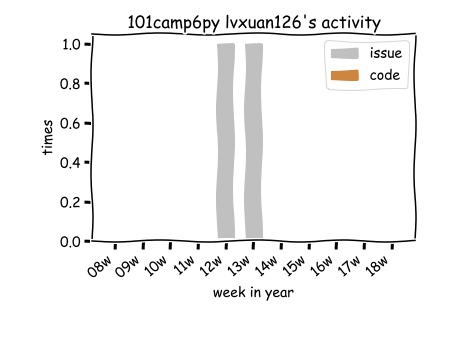 101camp6py lvxuan126's activity
1.0
0.8
0.6
0.4
0.2
0.0
times
issue
code
08w
09w
10w
11w
12w
13w
14w
15w
16w
17w
18w
week in year